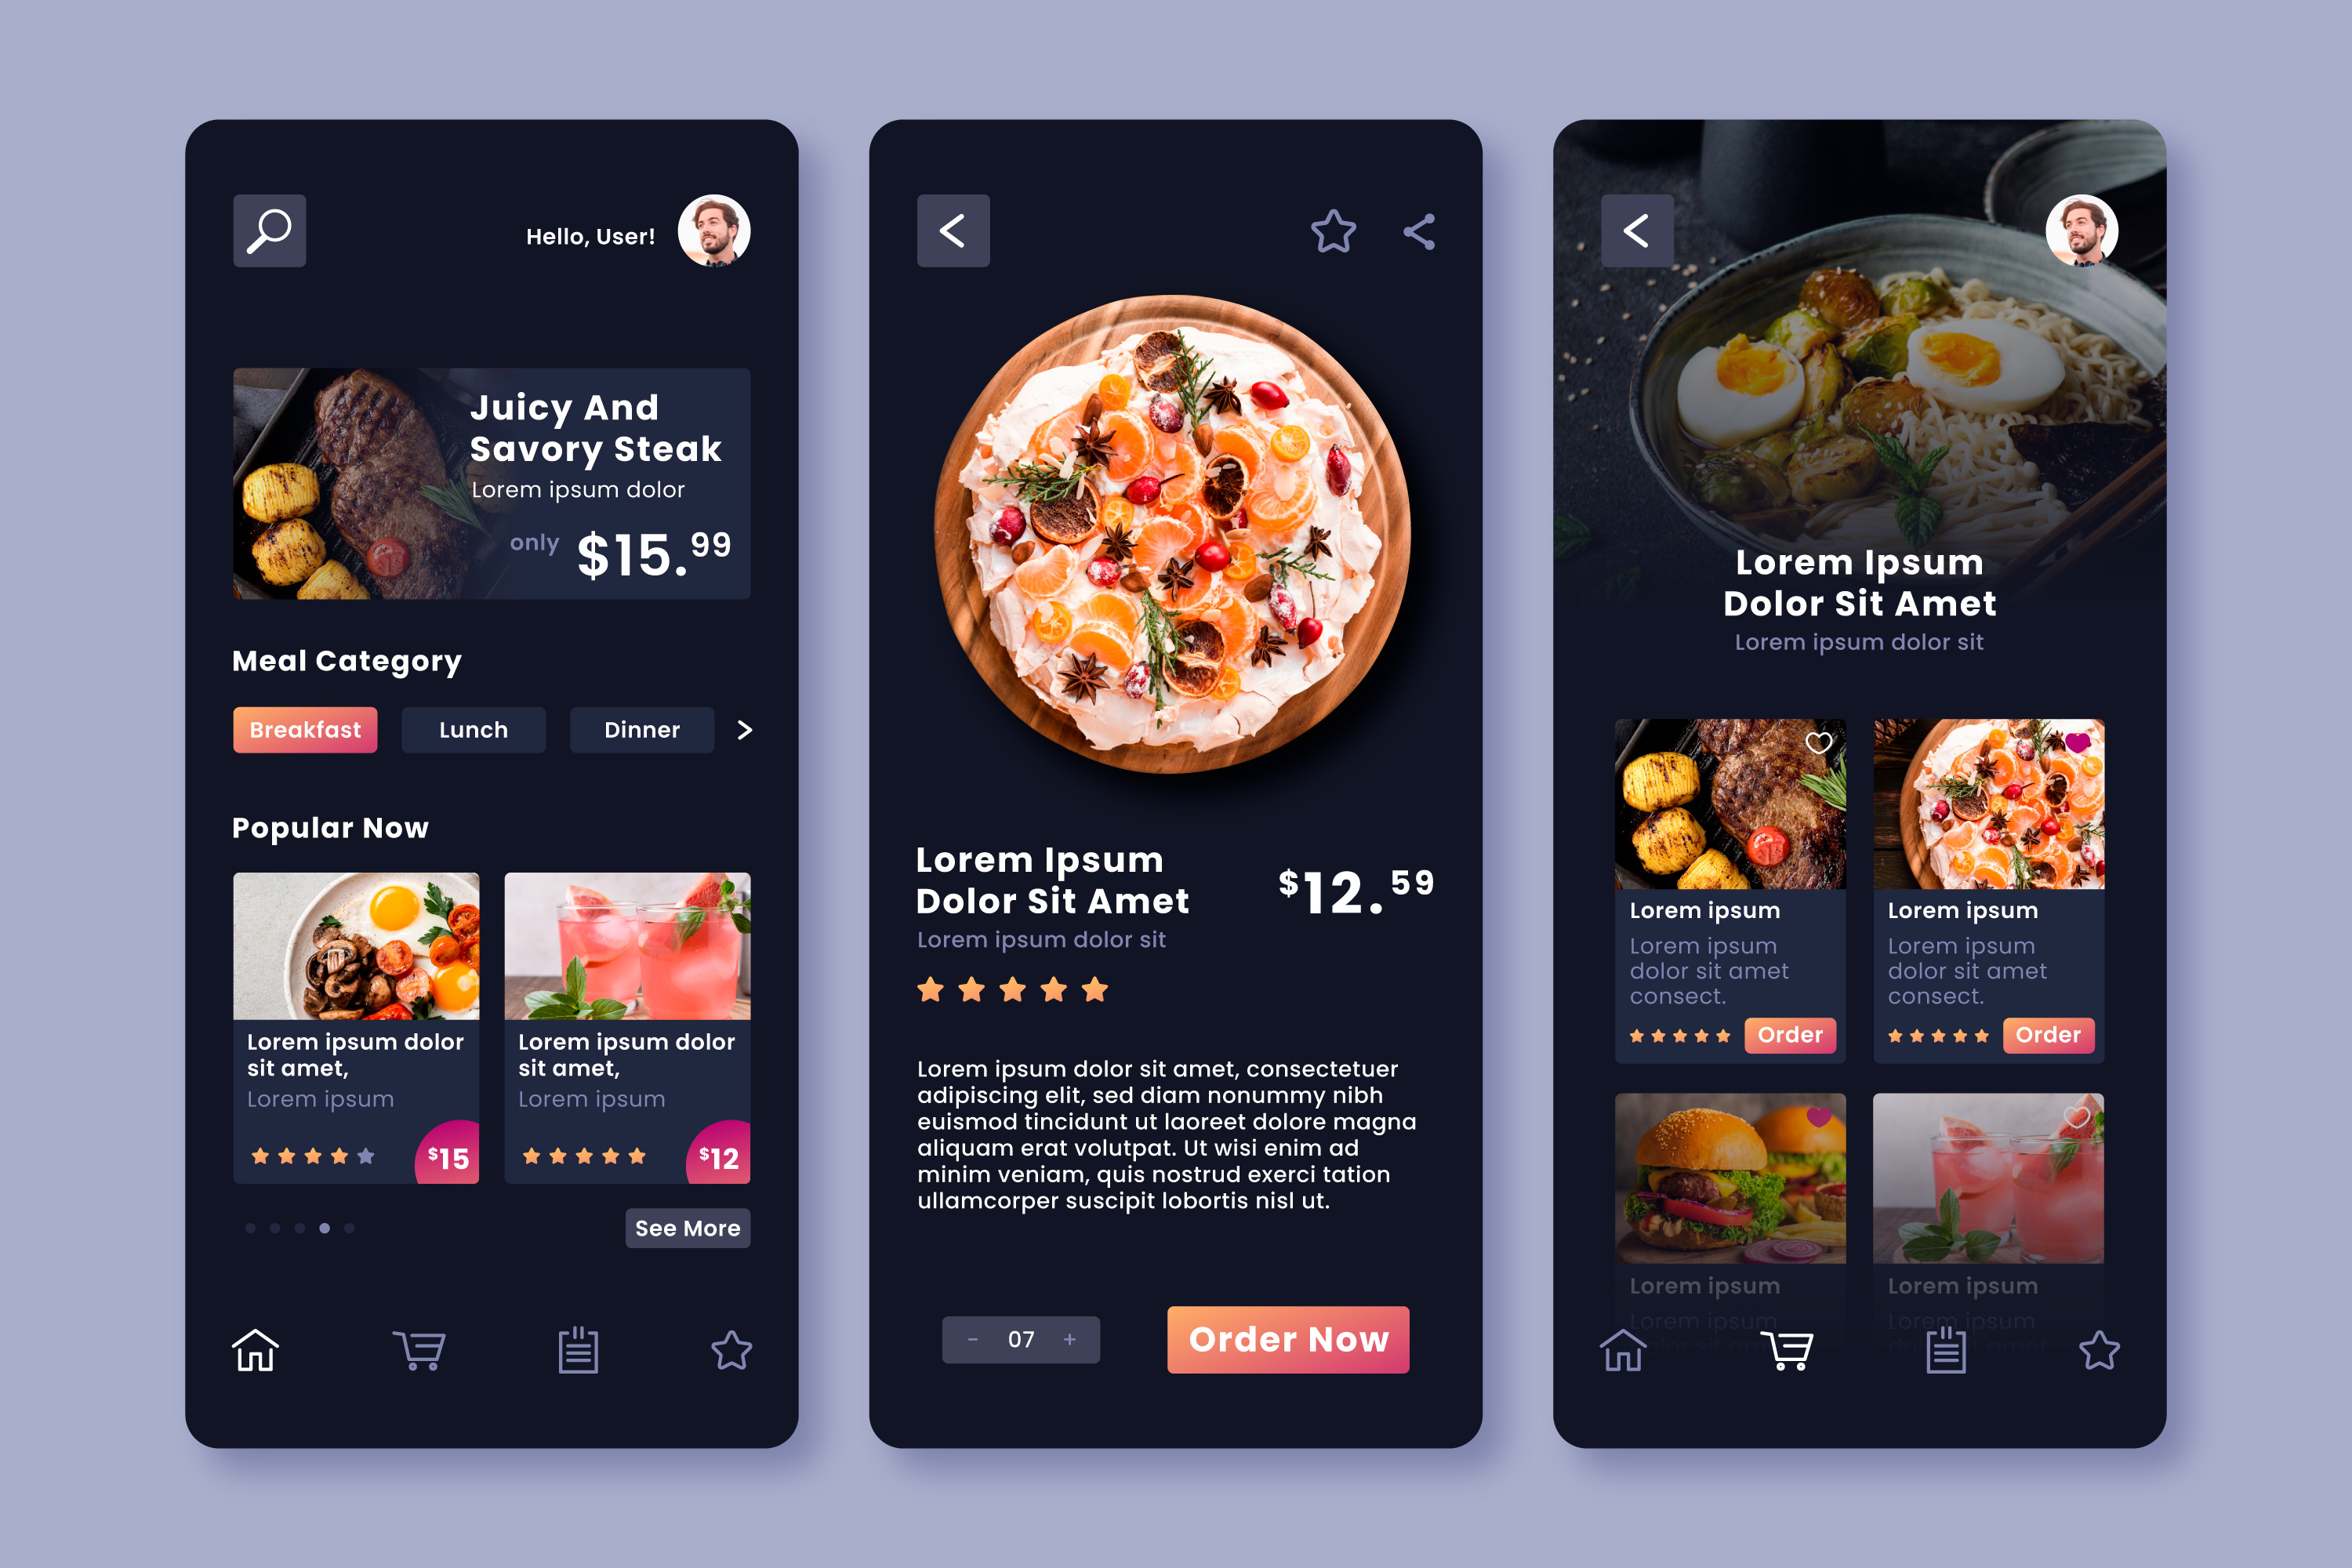 Hello, User!
Juicy And
Savory Steak
Lorem ipsum dolor
only $15.99
Meal Category
Breakfast Lunch Dinner
Popular Now
Lorem ipsum dolor
sit amet,
Lorem ipsum
$15
Lorem ipsum dolor
sit amet,
Lorem ipsum
$12
See More
Lorem Ipsum
Dolor Sit Amet
Lorem ipsum dolor sit
$12.59
Lorem ipsum dolor sit amet, consectetuer
adipiscing elit, sed diam nonummy nibh
euismod tincidunt ut laoreet dolore magna
aliquam erat volutpat. Ut wisi enim ad
minim veniam, quis nostrud exerci tation
ullamcorper suscipit lobortis nisl ut.
- 07 +
Order Now
Lorem Ipsum
Dolor Sit Amet
Lorem ipsum dolor sit
Lorem ipsum
Lorem ipsum
dolor sit amet
consect.
Order
Lorem ipsum
Lorem ipsum
dolor sit amet
consect.
Order
Lorem ipsum
Lorem ipsum
Lorem ipsum
Lorem ipsum